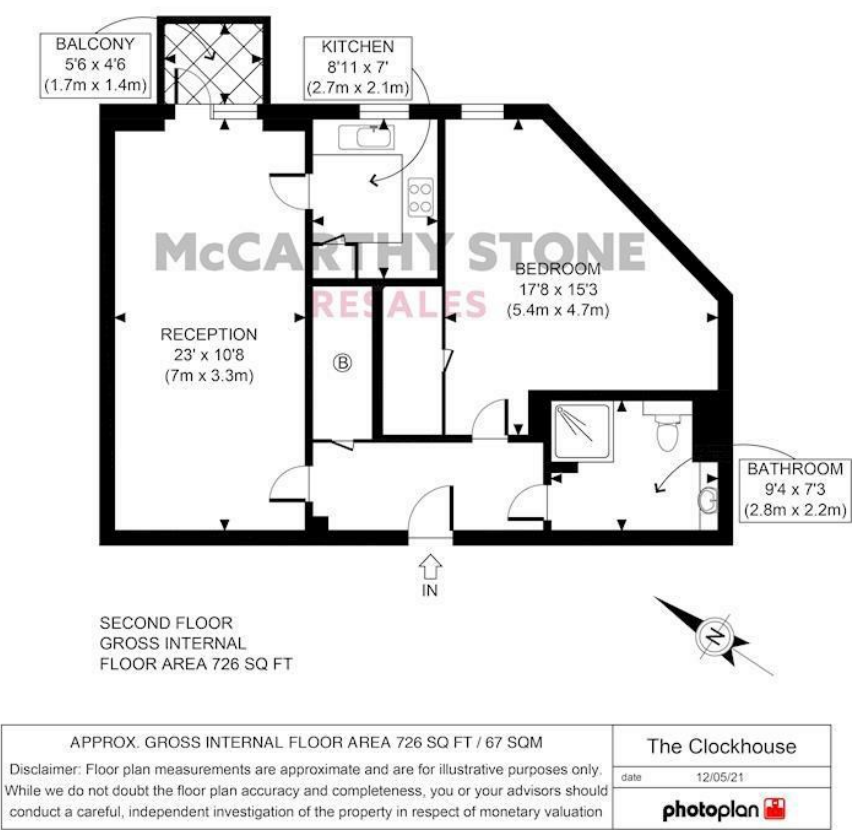 BALCONY
5'6 x 4'6
(1.7m x 1.4m)
KITCHEN
8'11 x 7'
(2.7m x 2.1m)
McCARTHY STONE
RESALES
BEDROOM
17'8 x 15'3
(5.4m x 4.7m)
RECEPTION
23' x 10'8
(7m x 3.3m)
B
BATHROOM
9'4 x 7'3
(2.8m x 2.2m)
IN
SECOND FLOOR
GROSS INTERNAL
FLOOR AREA 726 SQ FT
N
APPROX. GROSS INTERNAL FLOOR AREA 726 SQ FT / 67 SQM
Disclaimer: Floor plan measurements are approximate and are for illustrative purposes only.
While we do not doubt the floor plan accuracy and completeness, you or your advisors should
conduct a careful, independent investigation of the property in respect of monetary valuation
The Clockhouse
date 12/05/21
photoplan